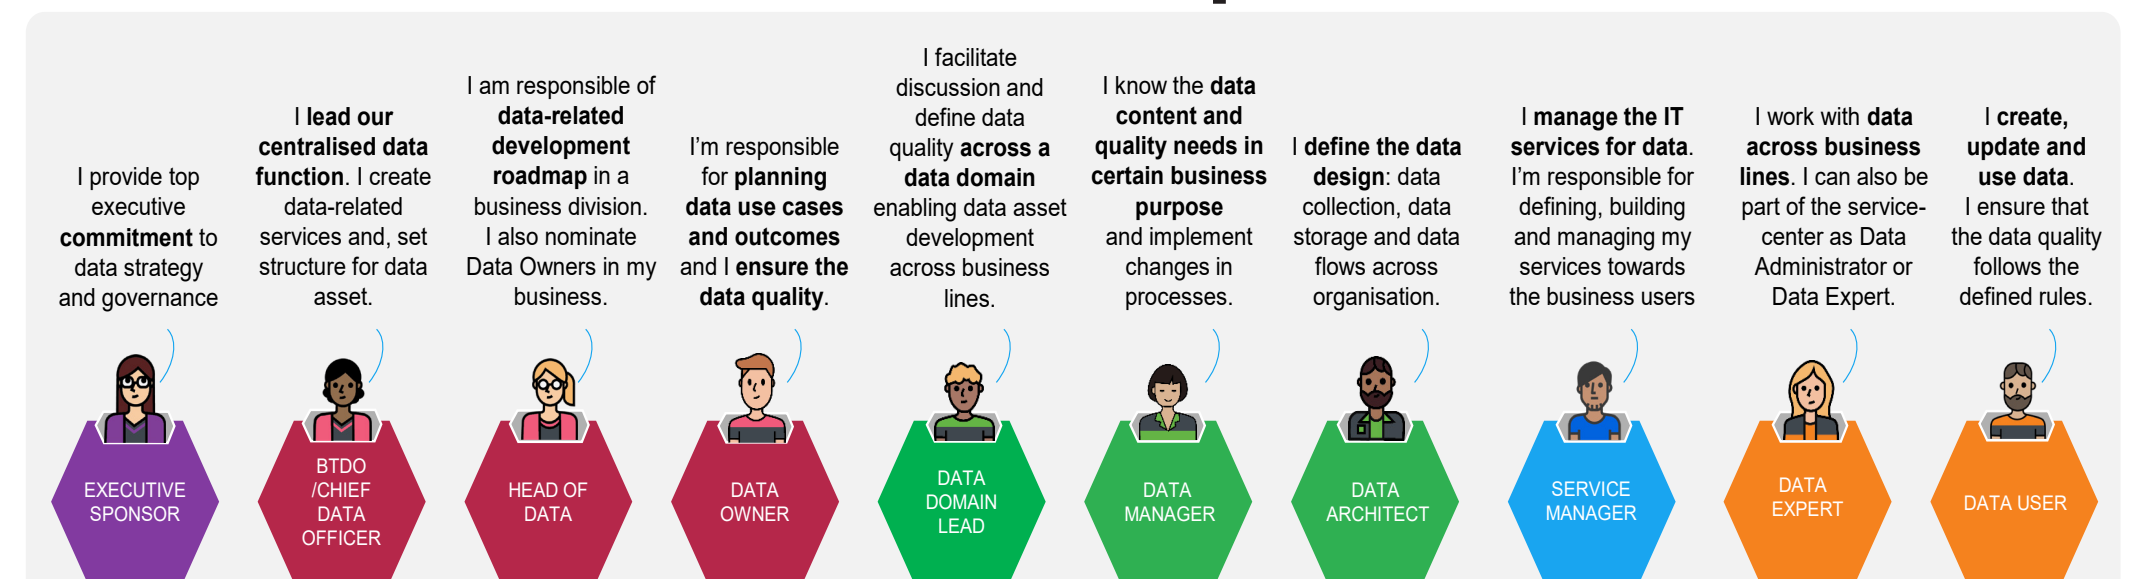 I provide top
executive
commitment to
data strategy
and governance
EXECUTIVE
SPONSOR
I lead our
centralised data
function. I create
data-related
services and, set
structure for data
asset.
BTDO
/CHIEF
DATA
OFFICER
I am responsible of
data-related
development
roadmap in a
business division.
I also nominate
Data Owners in my
business.
HEAD OF
DATA
I'm responsible
for planning
data use cases
and outcomes
and I ensure the
data quality.
DATA
OWNER
I facilitate
discussion and
define data
quality across a
data domain
enabling data asset
development
across business
lines.
DATA
DOMAIN
LEAD
I know the data
content and
quality needs in
certain business
purpose
and implement
changes in
processes.
DATA
MANAGER
I define the data
design: data
collection, data
storage and data
flows across
organisation.
DATA
ARCHITECT
I manage the IT
services for data.
I'm responsible for
defining, building
and managing my
services towards
the business users
SERVICE
MANAGER
I work with data
across business
lines. I can also be
part of the service-
center as Data
Administrator or
Data Expert.
DATA
EXPERT
I create,
update and
use data.
I ensure that
the data quality
follows the
defined rules.
DATA USER